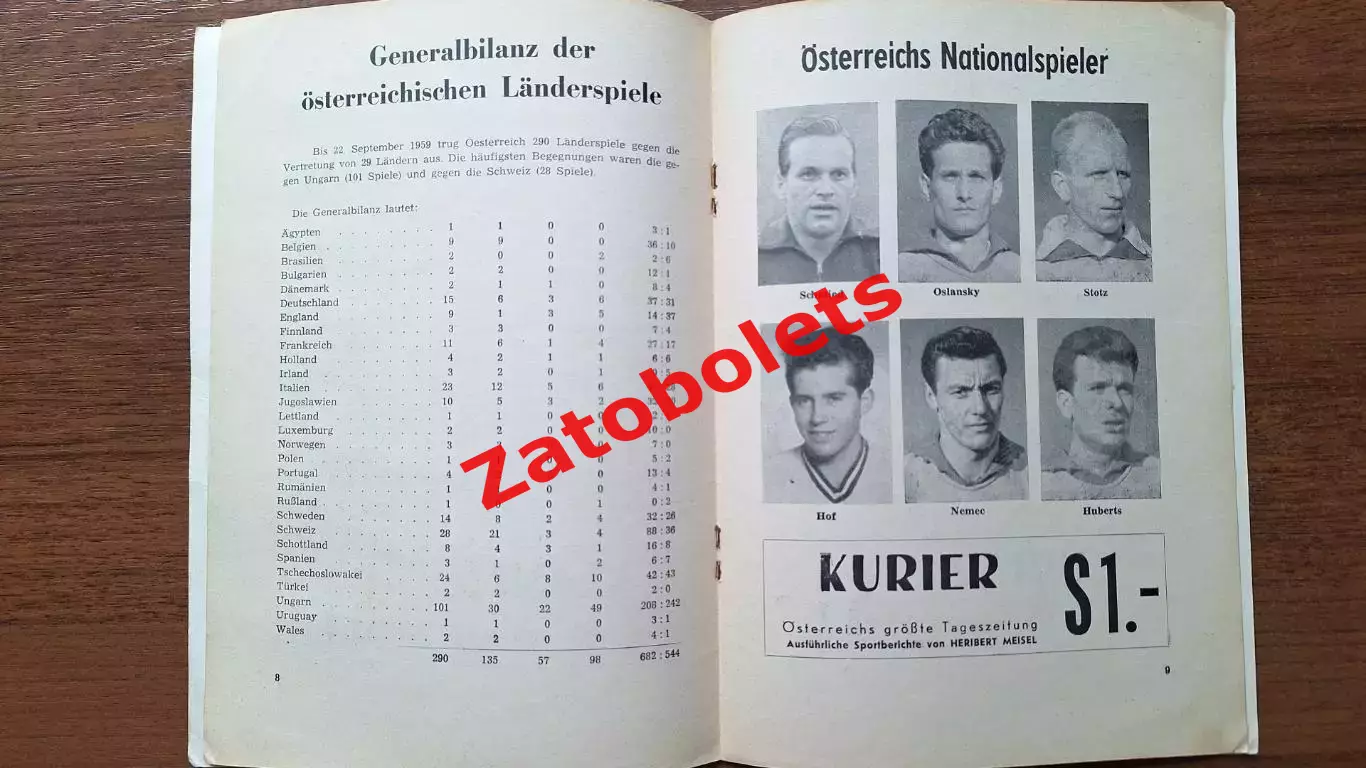 Generalbilanz der
österreichischen Länderspiele
Bis 22. September 1959 trug Oesterreich 290 Länderspiele gegen die
Vertretung von 29 Ländern aus. Die häufigsten Begegnungen waren die ge-
gen Ungarn (101 Spiele) und gegen die Schweiz (28 Spiele).
Die Generalbilanz lautet:
Ägypten 1 1 0 0 3:1
Belgien 9 9 0 0 36:10
Brasilien 2 0 0 2 2:6
Bulgarien 2 2 0 0 12:1
Dänemark 2 1 1 0 8:4
Deutschland 15 6 3 6 37:31
England 9 1 3 5 14:37
Finnland 3 3 0 0 7:4
Frankreich 11 6 1 4 27:17
Holland 4 2 1 1 6:6
Irland 3 2 0 1
Italien 23 12 5 6
Jugoslawien 10 5 3 2
Lettland 1 1 0 0
Luxemburg 2 2 0 0
Norwegen 3 3 0 7:0
Polen 1 0 5:2
Portugal 4 0 13:4
Rumänien 1 0 0 4:1
Rußland 1 0 0 1 0:2
Schweden 14 8 2 4 32:26
Schweiz 28 21 3 4 88:36
Schottland 8 4 3 1 16:8
Spanien 3 1 0 2 6:7
Tschechoslowakei 24 6 8 10 42:43
Türkei 2 2 0 0 2:0
Ungarn 101 30 22 49 208:242
Uruguay 1 1 0 0 3:1
Wales 2 2 0 0 4:1
290 135 57 98 682:544
8
Österreichs Nationalspieler
Oslansky
Stotz
Hof
Nemec
Huberts
KURIER
S 1.-
Österreichs größte Tageszeitung
Ausführliche Sportberichte von HERIBERT MEISEL
9
Zatobolets